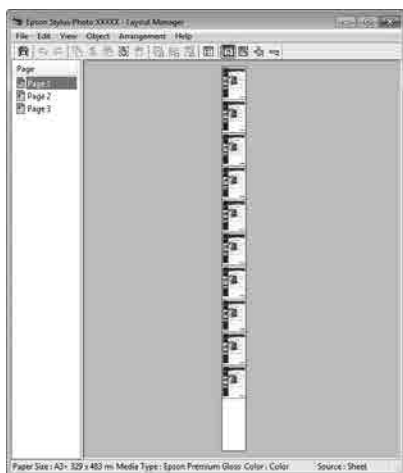 Epson Stylus Photo XXXXX - Layout Manager
File Edit View Object Arrangement Help
Page
Page 1
Page 2
Page 3
Paper Size : A3+ 329 x 483 mi Media Type : Epson Premium Gloss Color : Color Source : Sheet